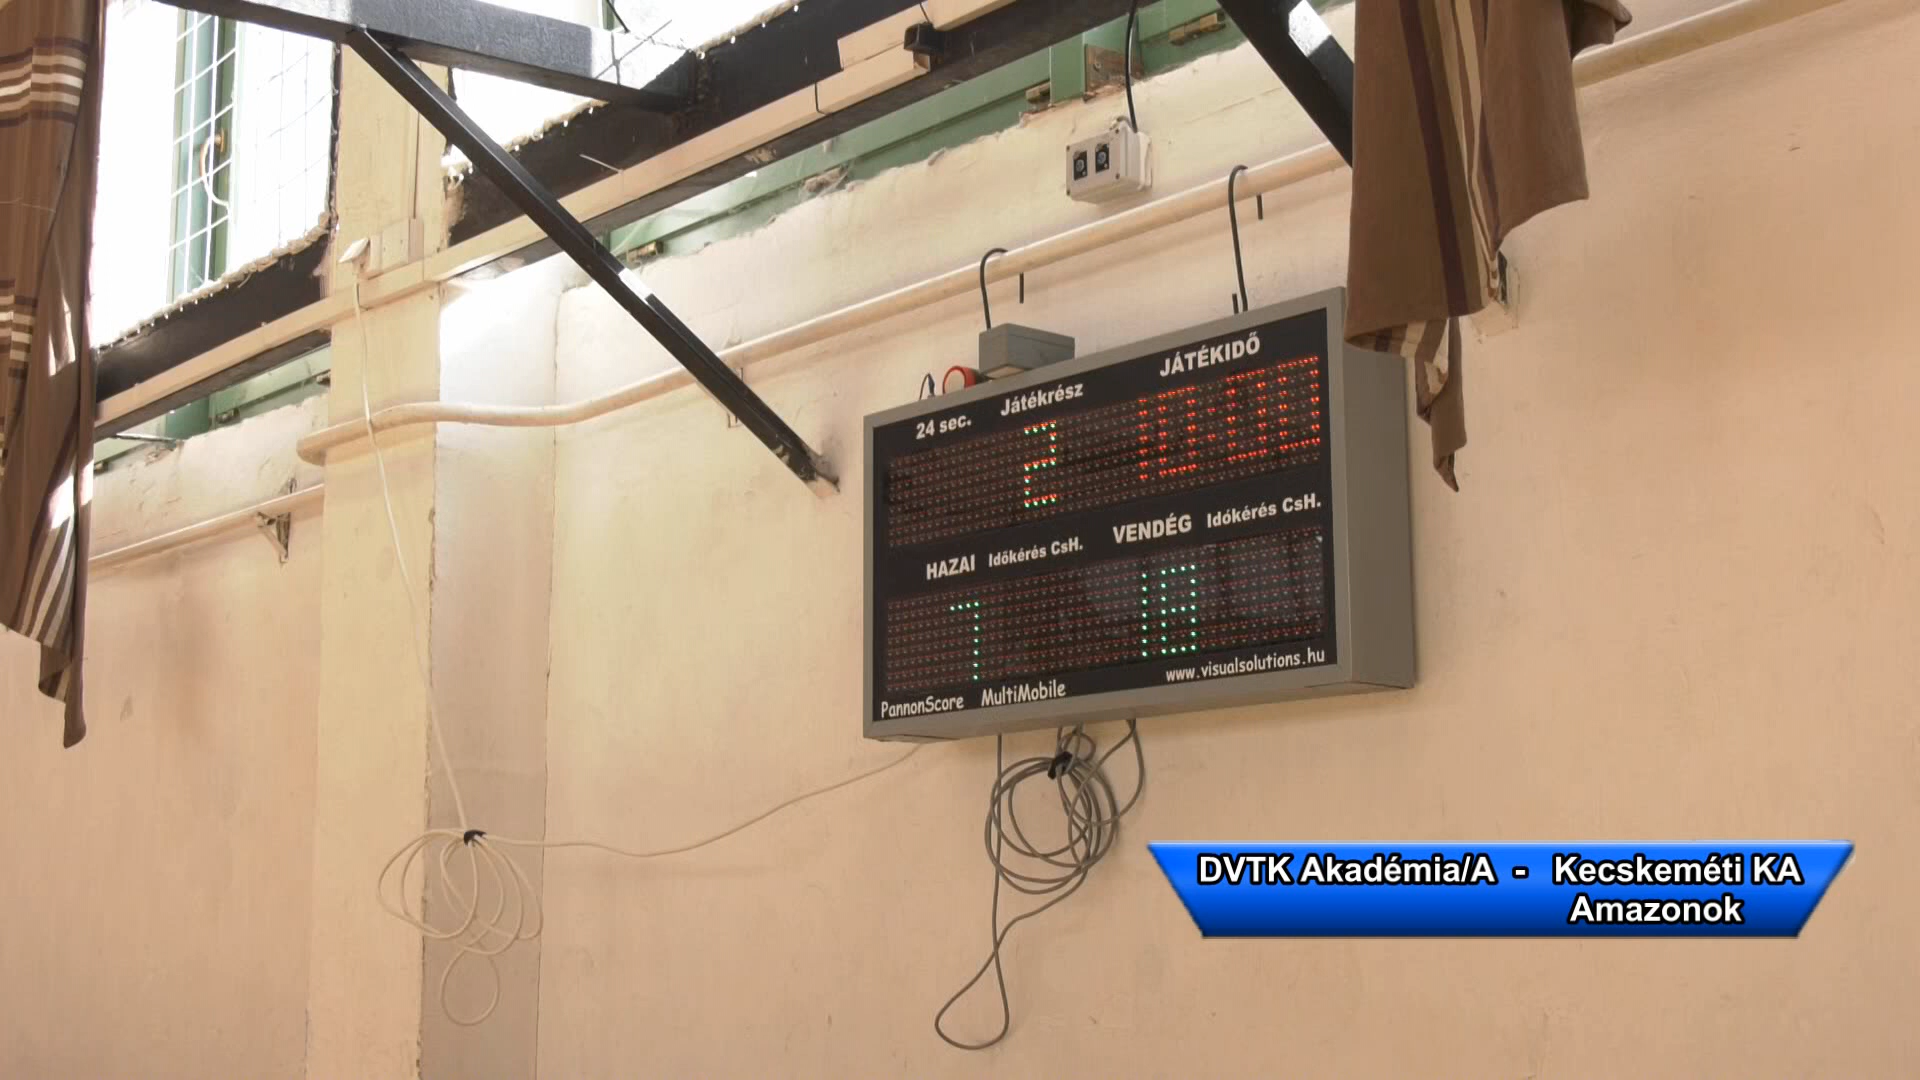 JÁTÉKIDŐ
24 sec. Játékrész
2 10:00
HAZAI Időkérés CsH. VENDÉG Időkérés CsH.
7 18
PannonScore MultiMobile www.visualsolutions.hu
DVTK Akadémia/A - Kecskeméti KA
Amazonok